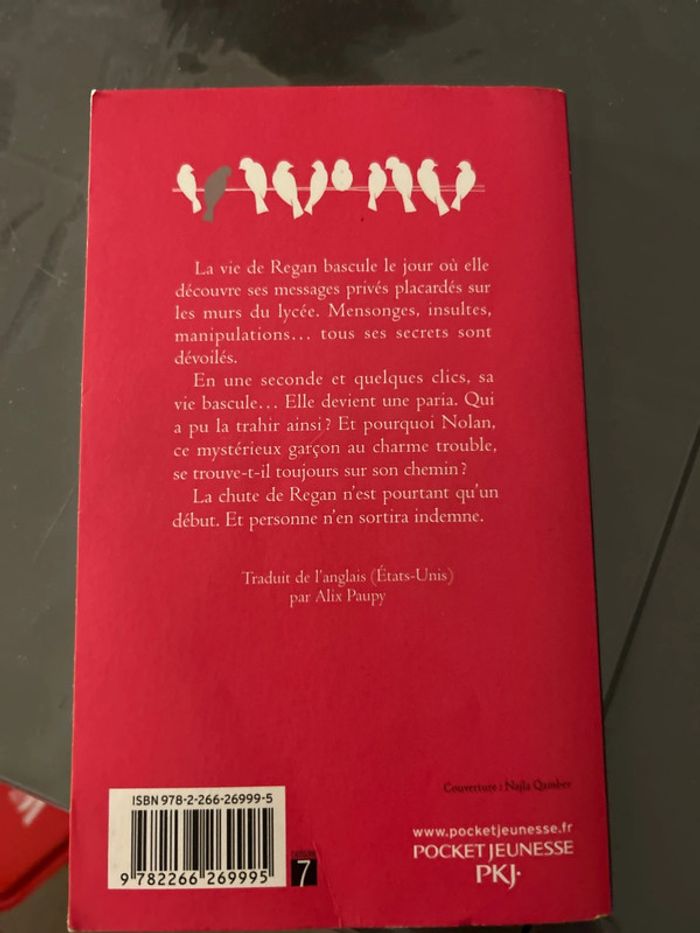 La vie de Regan bascule le jour où elle
découvre ses messages privés placardés sur
les murs du lycée. Mensonges, insultes,
manipulations… tous ses secrets sont
dévoilés.
En une seconde et quelques clics, sa
vie bascule… Elle devient une paria. Qui
a pu la trahir ainsi ? Et pourquoi Nolan,
ce mystérieux garçon au charme trouble,
se trouve-t-il toujours sur son chemin ?
La chute de Regan n'est pourtant qu'un
début. Et personne n'en sortira indemne.
Traduit de l'anglais (États-Unis)
par Alix Paupy
Couverture : Najla Qamber
ISBN 978-2-266-26999-5
9 782266 269995
7
www.pocketjeunesse.fr
POCKET JEUNESSE
PKJ·